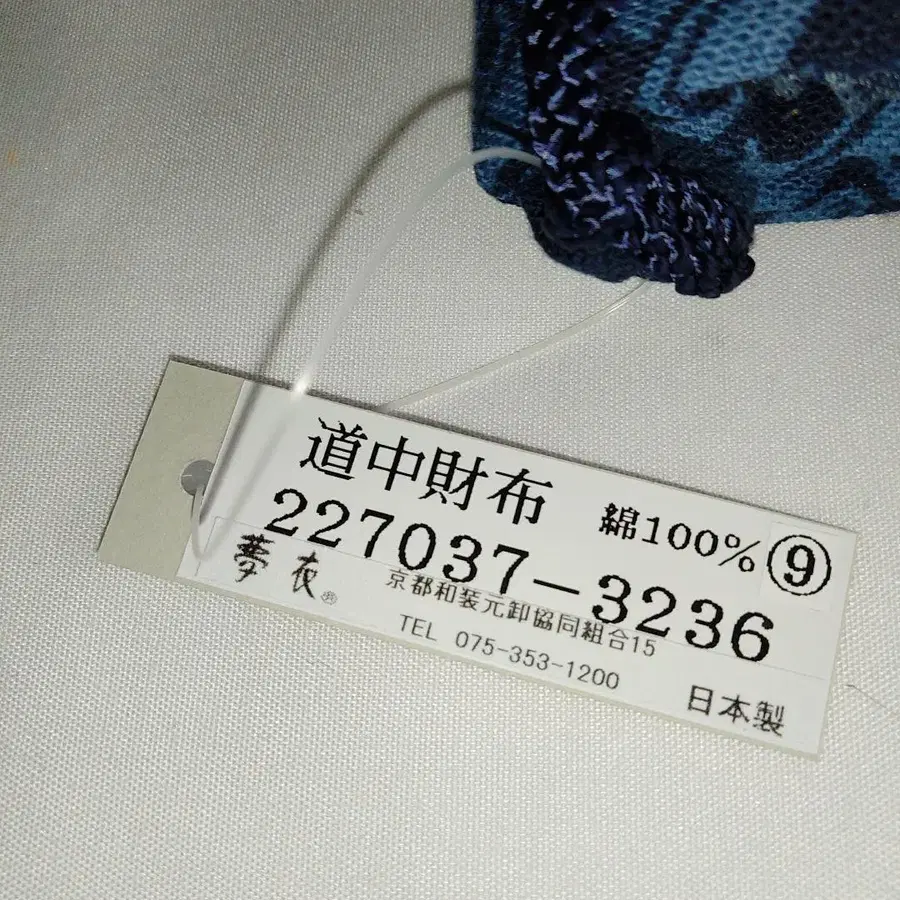 道中財布 綿100% ⑨
227037-3236
夢衣
京都和装元卸協同組合15
TEL 075-353-1200
日本製